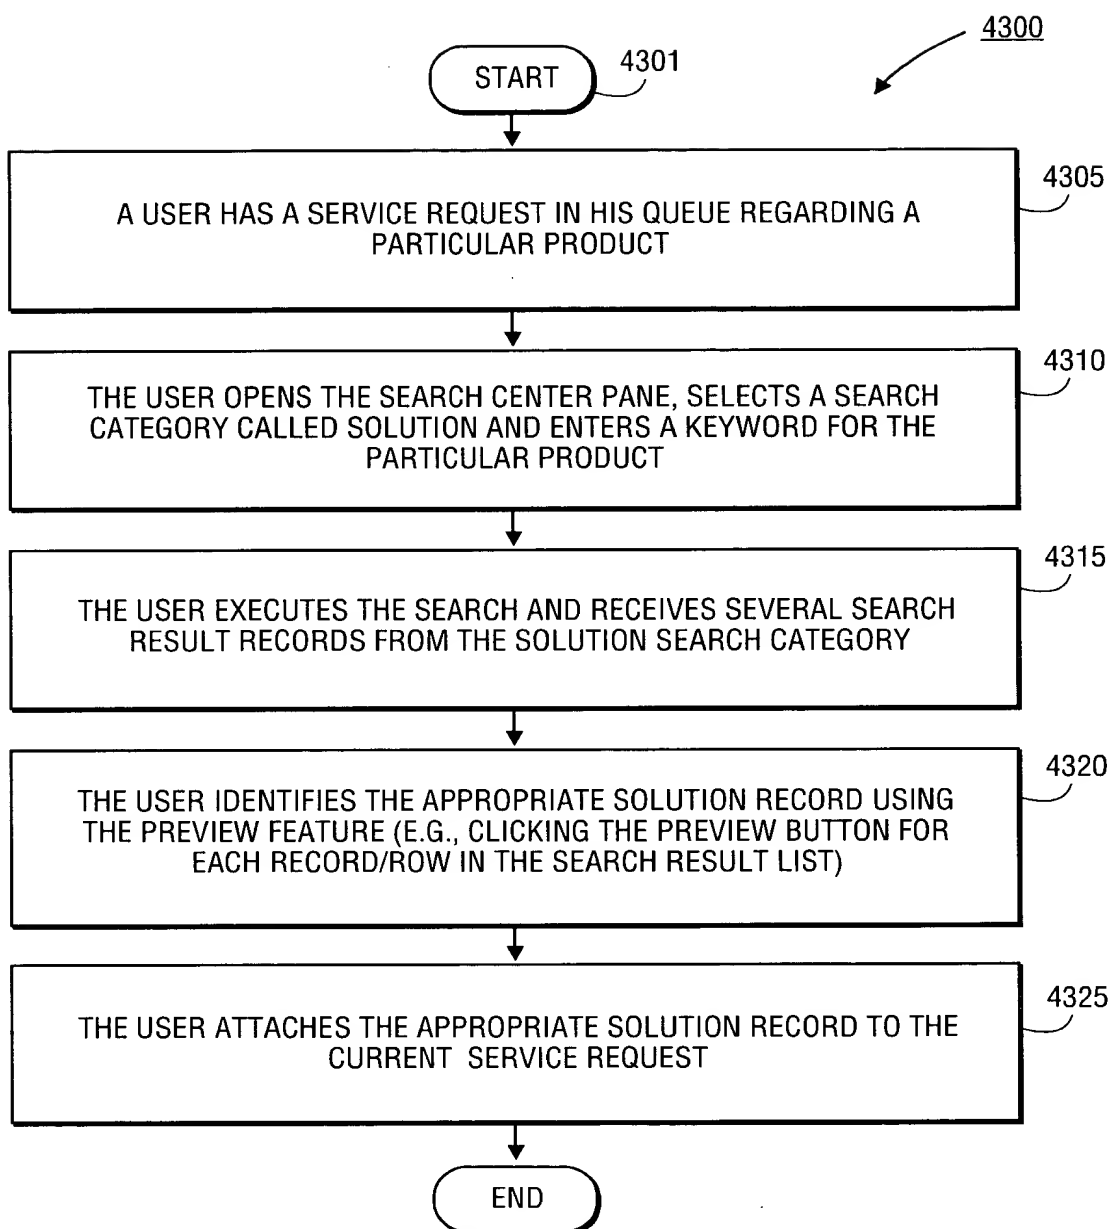 4300
START
4301
4305
A USER HAS A SERVICE REQUEST IN HIS QUEUE REGARDING A
PARTICULAR PRODUCT
4310
THE USER OPENS THE SEARCH CENTER PANE, SELECTS A SEARCH
CATEGORY CALLED SOLUTION AND ENTERS A KEYWORD FOR THE
PARTICULAR PRODUCT
4315
THE USER EXECUTES THE SEARCH AND RECEIVES SEVERAL SEARCH
RESULT RECORDS FROM THE SOLUTION SEARCH CATEGORY
4320
THE USER IDENTIFIES THE APPROPRIATE SOLUTION RECORD USING
THE PREVIEW FEATURE (E.G., CLICKING THE PREVIEW BUTTON FOR
EACH RECORD/ROW IN THE SEARCH RESULT LIST)
4325
THE USER ATTACHES THE APPROPRIATE SOLUTION RECORD TO THE
CURRENT SERVICE REQUEST
END